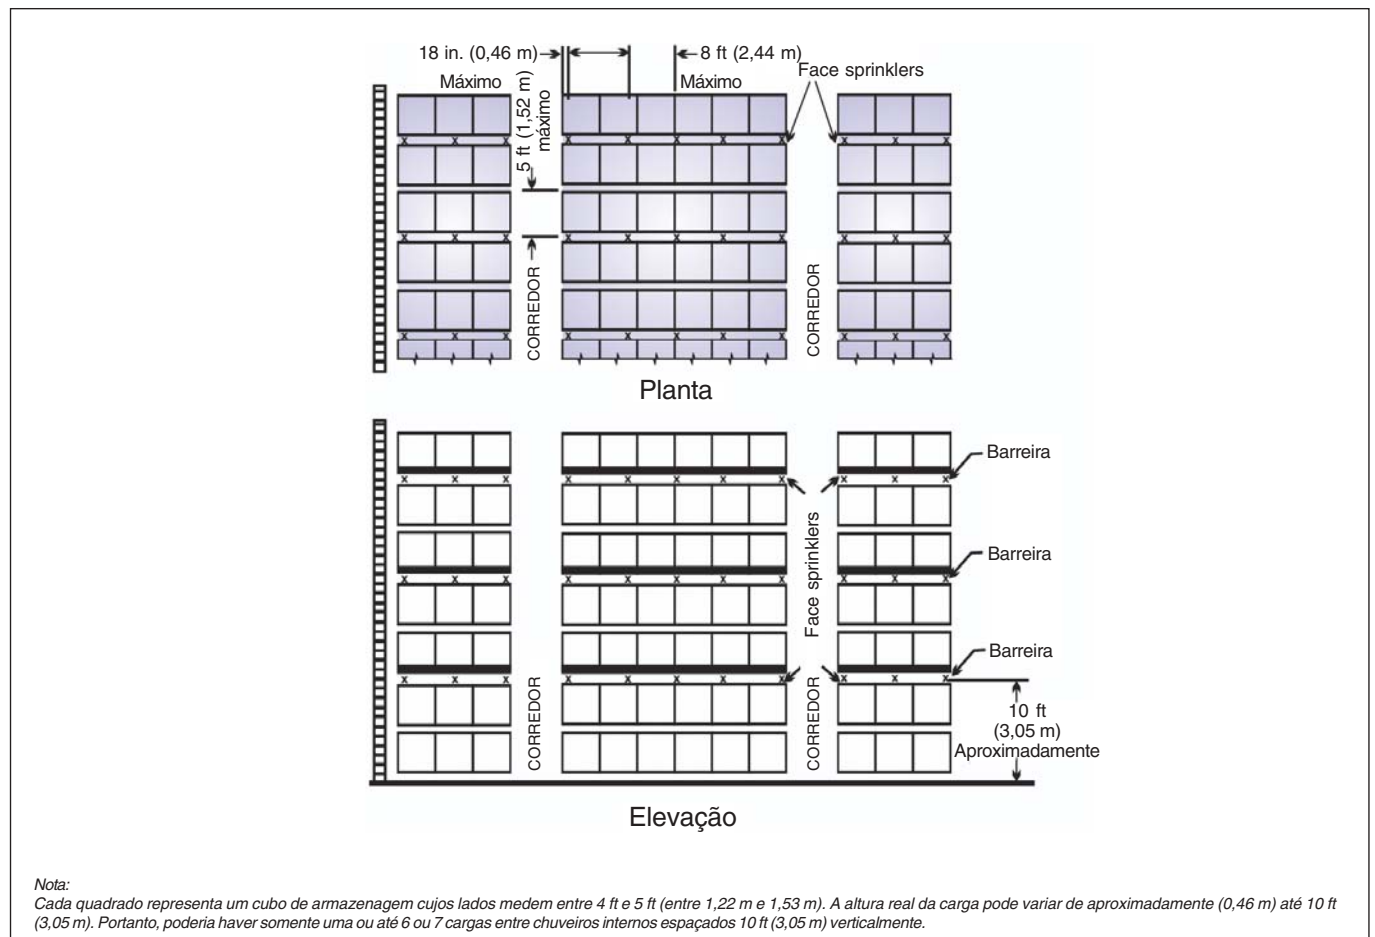 18 in. (0,46 m)
8 ft (2,44 m)
Máximo
Máximo
Face sprinklers
5 ft (1,52 m)
máximo
CORREDOR
CORREDOR
Planta
Barreira
Barreira
Barreira
Face sprinklers
CORREDOR
CORREDOR
10 ft
(3,05 m)
Aproximadamente
Elevação
Nota:
Cada quadrado representa um cubo de armazenagem cujos lados medem entre 4 ft e 5 ft (entre 1,22 m e 1,53 m). A altura real da carga pode variar de aproximadamente (0,46 m) até 10 ft
(3,05 m). Portanto, poderia haver somente uma ou até 6 ou 7 cargas entre chuveiros internos espaçados 10 ft (3,05 m) verticalmente.